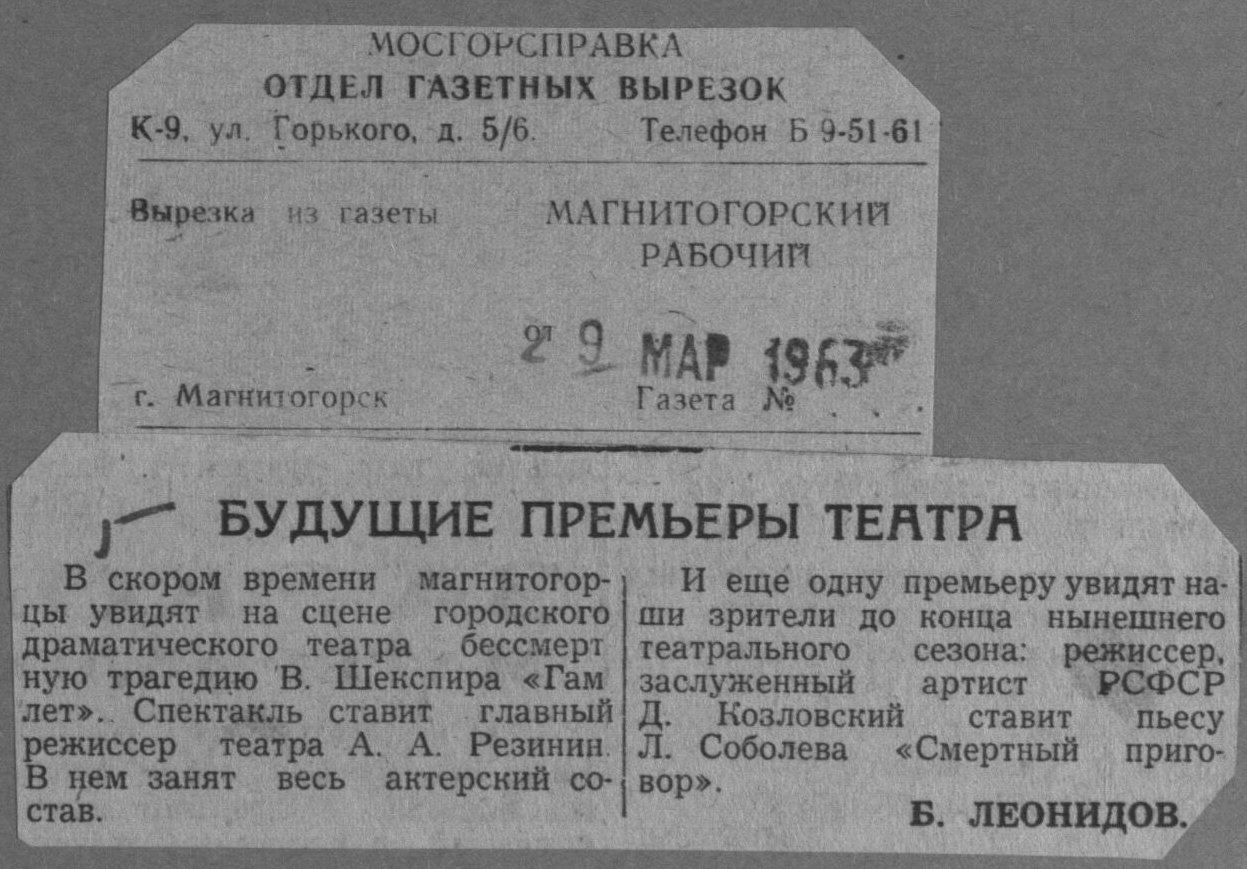 МОСГОРСПРАВКА
ОТДЕЛ ГАЗЕТНЫХ ВЫРЕЗОК
К-9, ул. Горького, д. 5/6. Телефон Б 9-51-61
Вырезка из газеты МАГНИТОГОРСКИЙ
РАБОЧИЙ
от 9 МАР 1963
г. Магнитогорск Газета №
БУДУЩИЕ ПРЕМЬЕРЫ ТЕАТРА
В скором времени магнитогор-
цы увидят на сцене городского
драматического театра бессмерт
ную трагедию В. Шекспира «Гам
лет». Спектакль ставит главный
режиссер театра А. А. Резинин.
В нем занят весь актерский со-
став.
И еще одну премьеру увидят на-
ши зрители до конца нынешнего
театрального сезона: режиссер,
заслуженный артист РСФСР
Д. Козловский ставит пьесу
Л. Соболева «Смертный приго-
вор».
Б. ЛЕОНИДОВ.